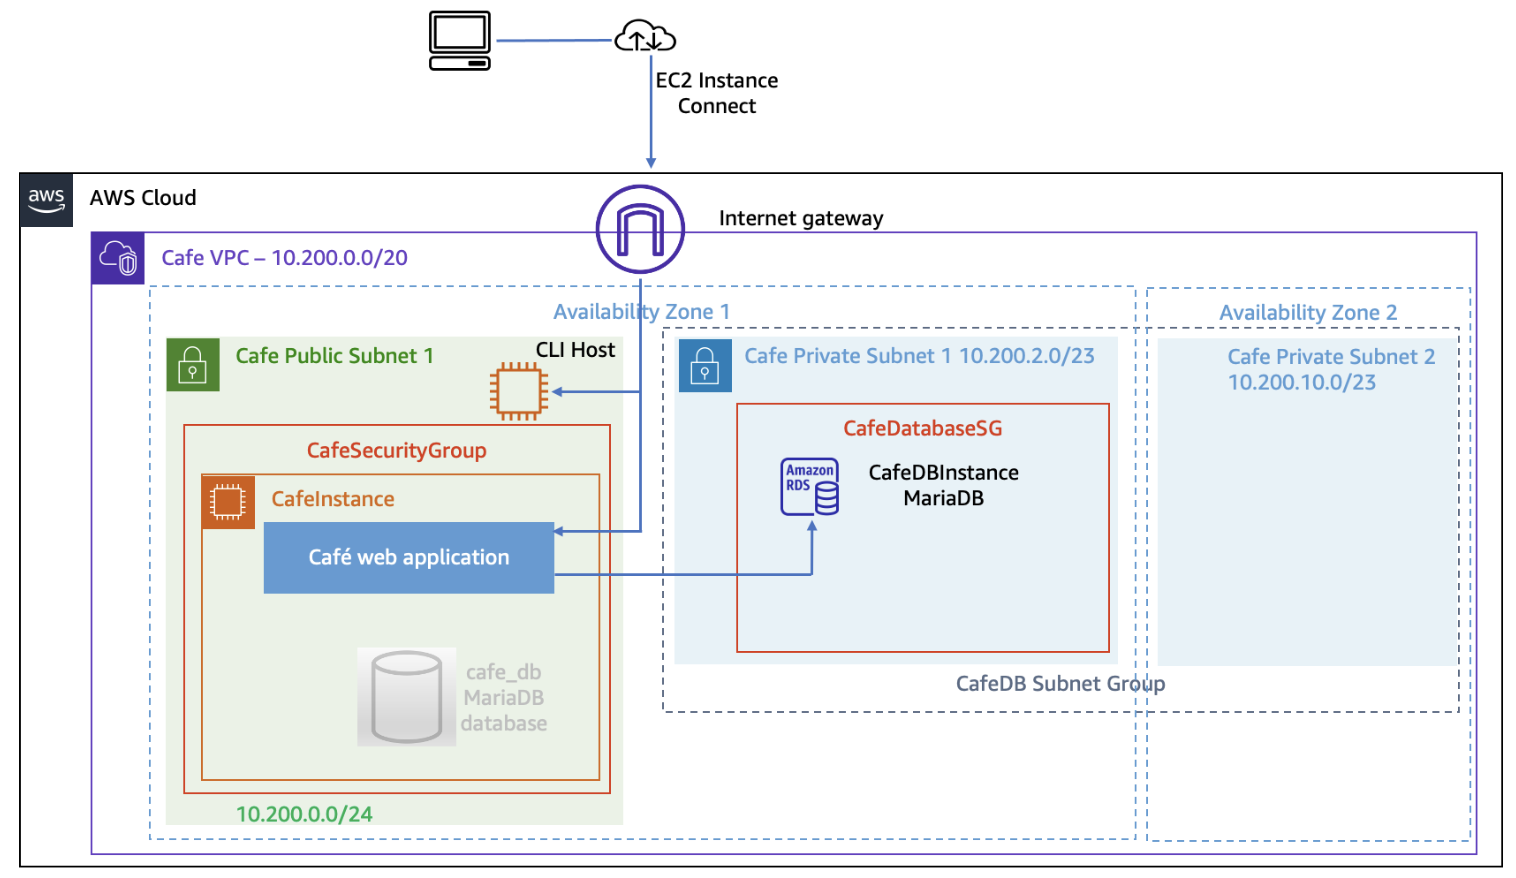 EC2 Instance
Connect
aws
AWS Cloud
Internet gateway
Cafe VPC – 10.200.0.0/20
Availability Zone 1
Availability Zone 2
Cafe Public Subnet 1
CLI Host
Cafe Private Subnet 1 10.200.2.0/23
Cafe Private Subnet 2
10.200.10.0/23
CafeSecurityGroup
CafeDatabaseSG
CafeInstance
Amazon
RDS
CafeDBInstance
MariaDB
Café web application
cafe_db
MariaDB
database
CafeDB Subnet Group
10.200.0.0/24